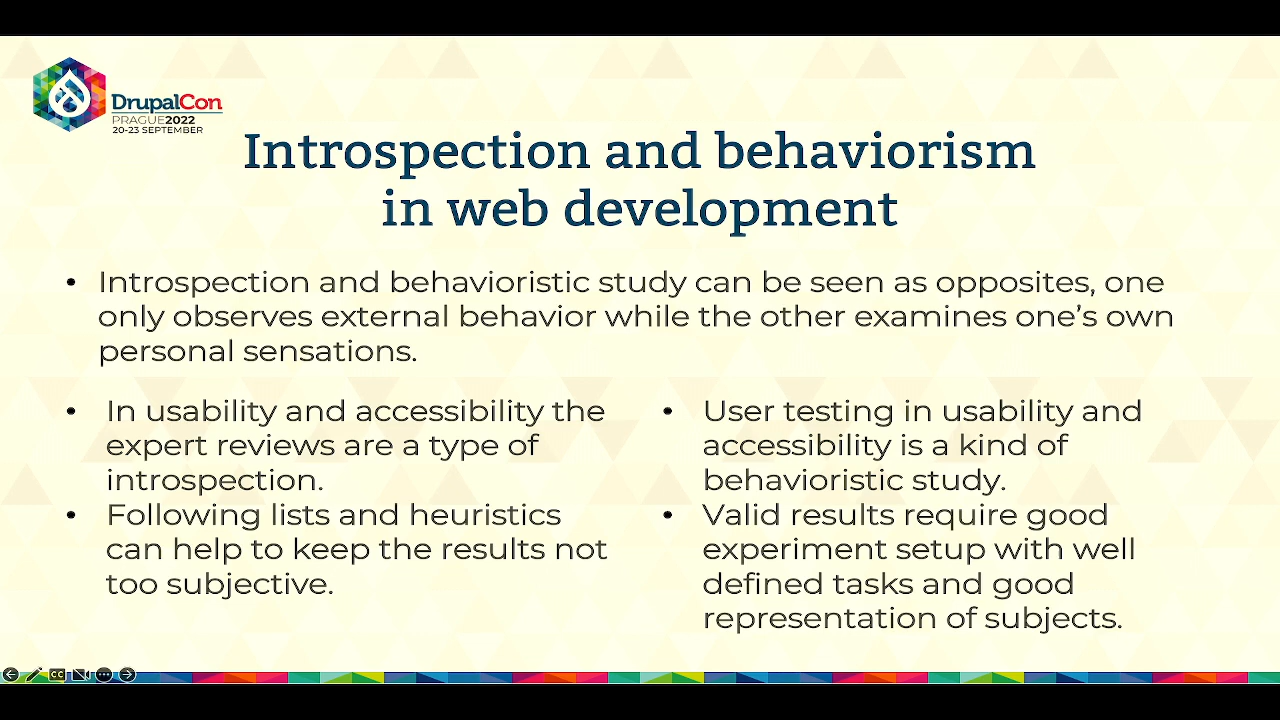 DrupalCon
PRAGUE2022
20-23 SEPTEMBER
Introspection and behaviorism
in web development
• Introspection and behavioristic study can be seen as opposites, one
only observes external behavior while the other examines one's own
personal sensations.
• In usability and accessibility the
expert reviews are a type of
introspection.
• Following lists and heuristics
can help to keep the results not
too subjective.
• User testing in usability and
accessibility is a kind of
behavioristic study.
• Valid results require good
experiment setup with well
defined tasks and good
representation of subjects.
CC